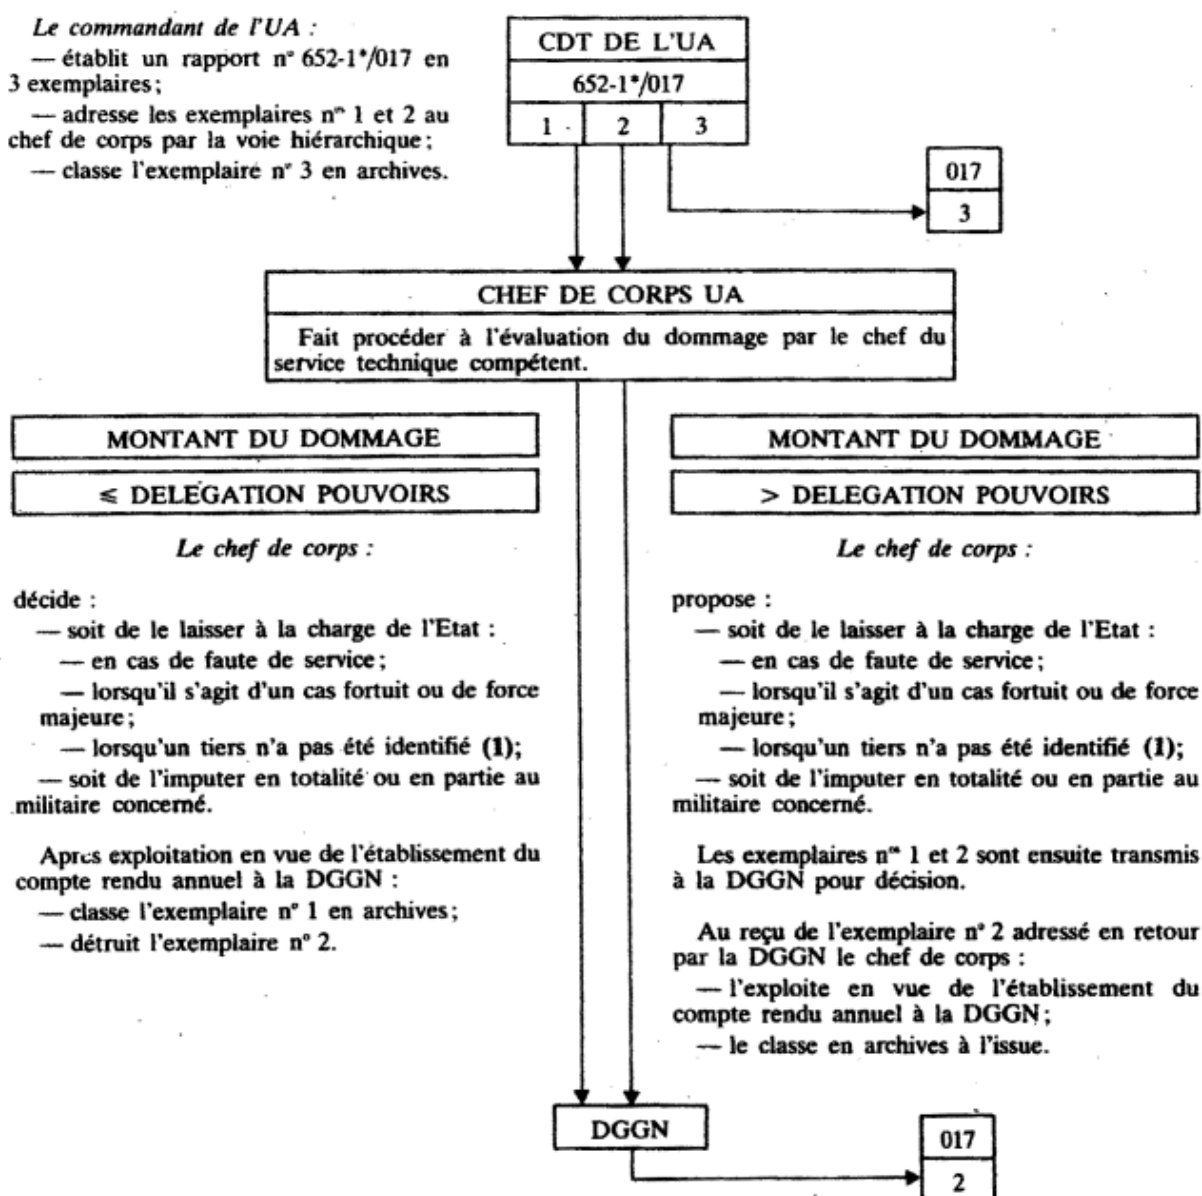 Le commandant de l'UA :
— établit un rapport n° 652-1*/017 en
3 exemplaires;
— adresse les exemplaires nos 1 et 2 au
chef de corps par la voie hiérarchique;
— classe l'exemplaire n° 3 en archives.
CDT DE L'UA
652-1*/017
1 2 3
017
3
CHEF DE CORPS UA
Fait procéder à l'évaluation du dommage par le chef du
service technique compétent.
MONTANT DU DOMMAGE
≤ DELEGATION POUVOIRS
Le chef de corps :
décide :
— soit de le laisser à la charge de l'Etat :
— en cas de faute de service;
— lorsqu'il s'agit d'un cas fortuit ou de force
majeure;
— lorsqu'un tiers n'a pas été identifié (1);
— soit de l'imputer en totalité ou en partie au
militaire concerné.
Apres exploitation en vue de l'établissement du
compte rendu annuel à la DGGN :
— classe l'exemplaire n° 1 en archives;
— détruit l'exemplaire n° 2.
MONTANT DU DOMMAGE
> DELEGATION POUVOIRS
Le chef de corps :
propose :
— soit de le laisser à la charge de l'Etat :
— en cas de faute de service;
— lorsqu'il s'agit d'un cas fortuit ou de force
majeure;
— lorsqu'un tiers n'a pas été identifié (1);
— soit de l'imputer en totalité ou en partie au
militaire concerné.
Les exemplaires nos 1 et 2 sont ensuite transmis
à la DGGN pour décision.
Au reçu de l'exemplaire n° 2 adressé en retour
par la DGGN le chef de corps :
— l'exploite en vue de l'établissement du
compte rendu annuel à la DGGN;
— le classe en archives à l'issue.
DGGN
017
2